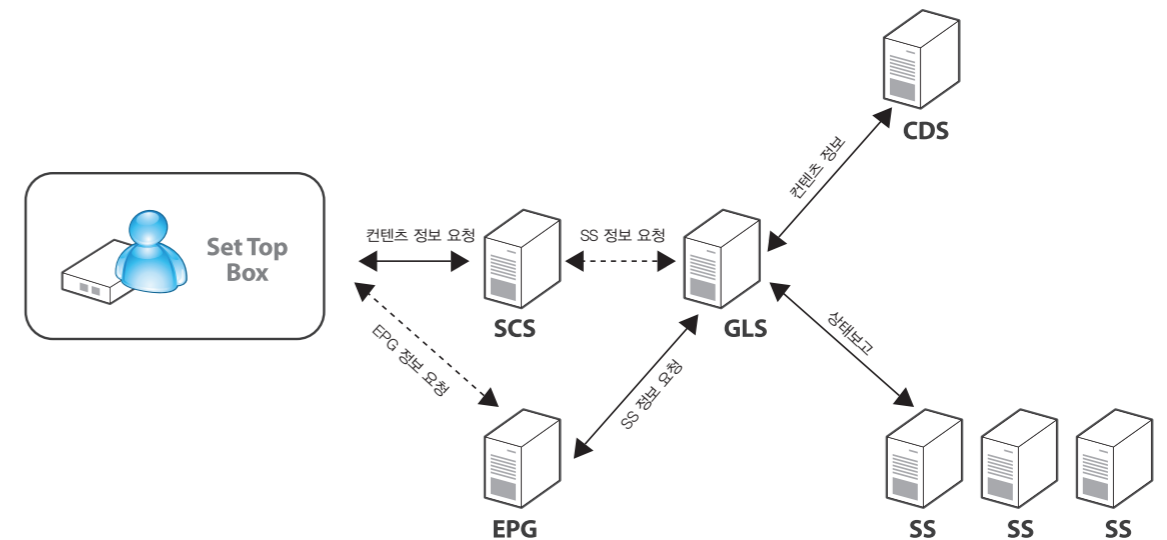 CDS
컨텐츠 정보
Set Top
Box
컨텐츠 정보 요청
SCS
SS 정보 요청
GLS
EPG 정보 요청
SS 정보 요청
상태보고
EPG
SS
SS
SS